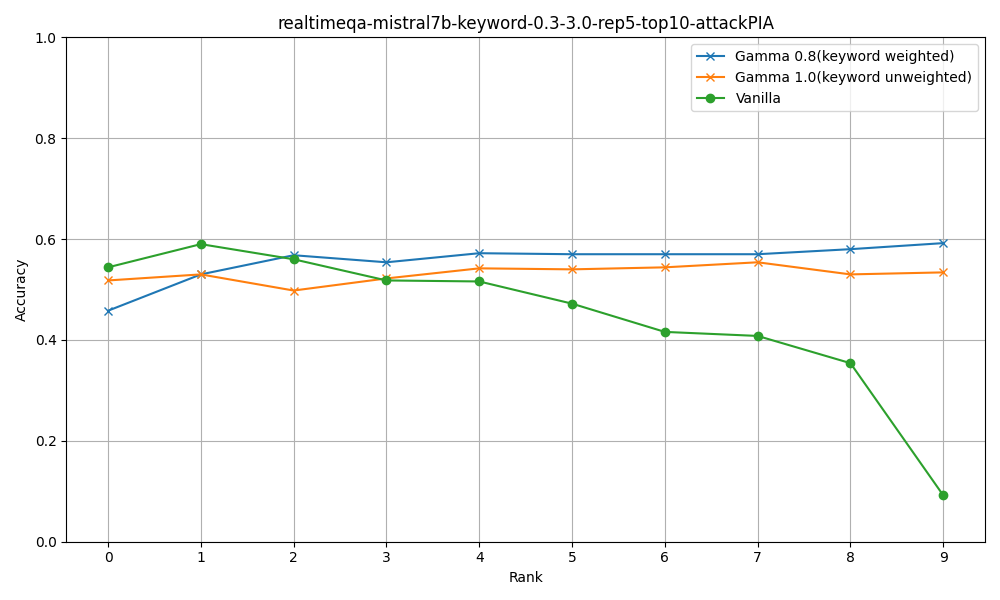 realtimeqa-mistral7b-keyword-0.3-3.0-rep5-top10-attackPIA
Gamma 0.8(keyword weighted)
Gamma 1.0(keyword unweighted)
Vanilla
1.0
0.8
0.6
0.4
0.2
0.0
Accuracy
0 1 2 3 4 5 6 7 8 9
Rank